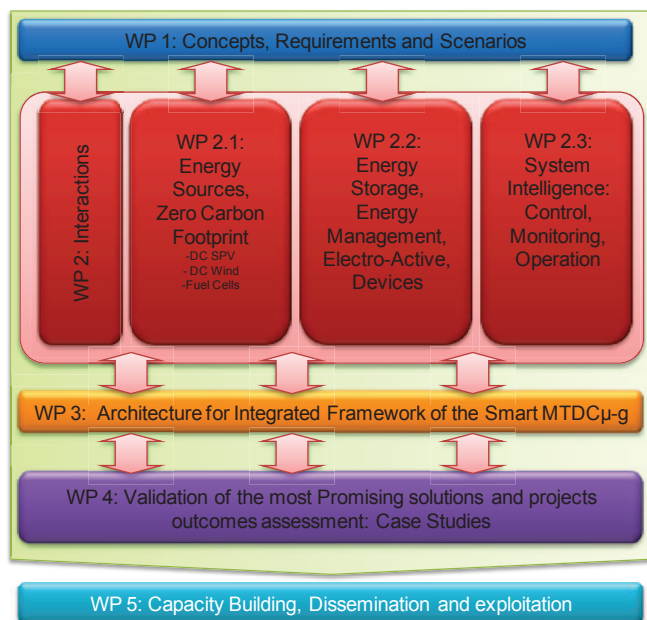 WP 1: Concepts, Requirements and Scenarios
WP 2: Interactions
WP 2.1:
Energy
Sources,
Zero Carbon
Footprint
-DC SPV
- DC Wind
-Fuel Cells
WP 2.2:
Energy
Storage,
Energy
Management,
Electro-Active,
Devices
WP 2.3:
System
Intelligence:
Control,
Monitoring,
Operation
WP 3: Architecture for Integrated Framework of the Smart MTDCμ-g
WP 4: Validation of the most Promising solutions and projects
outcomes assessment: Case Studies
WP 5: Capacity Building, Dissemination and exploitation